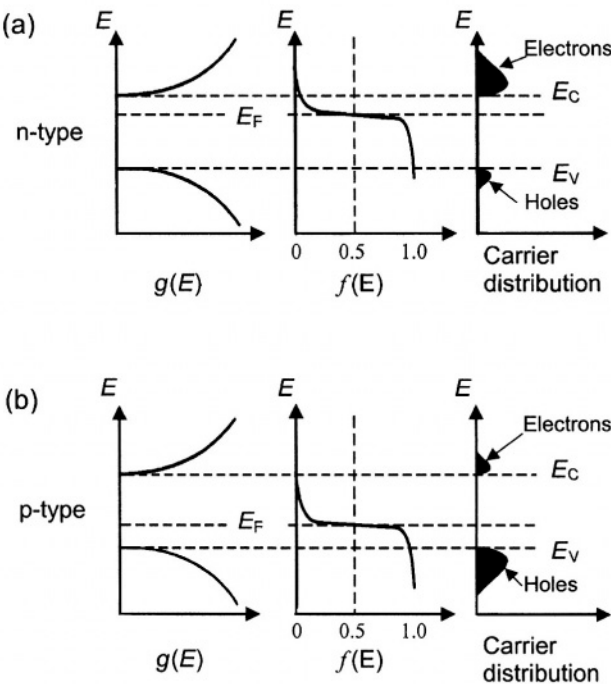 (a)
E
E
E
Electrons
E_C
E_F
n-type
E_V
Holes
0
0.5
1.0
g(E)
f(E)
Carrier
distribution
(b)
E
E
E
Electrons
E_C
p-type
E_F
E_V
Holes
0
0.5
1.0
g(E)
f(E)
Carrier
distribution